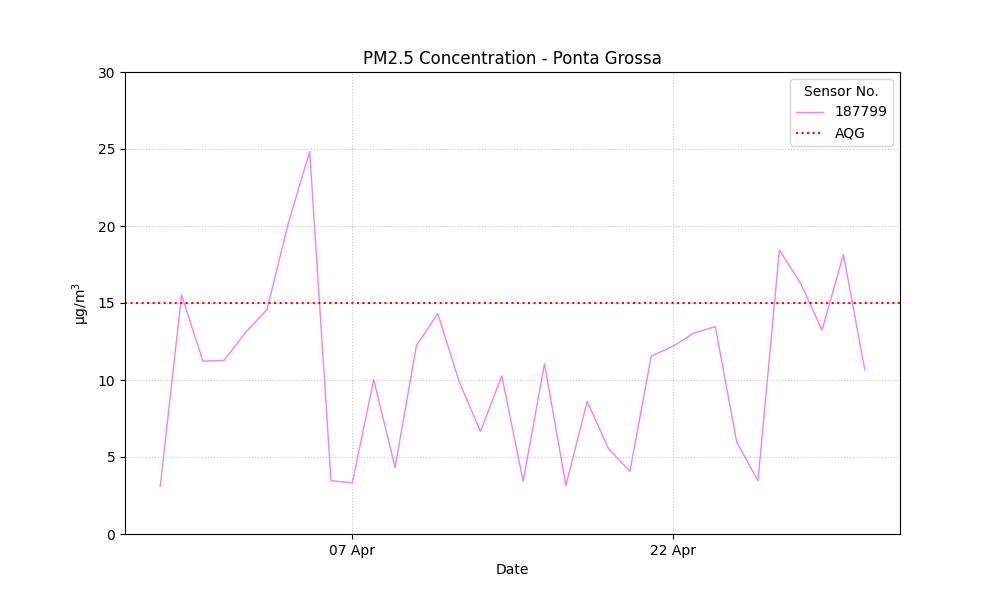 PM2.5 Concentration - Ponta Grossa
30
25
20
15
10
5
0
µg/m³
Sensor No.
187799
AQG
07 Apr
22 Apr
Date